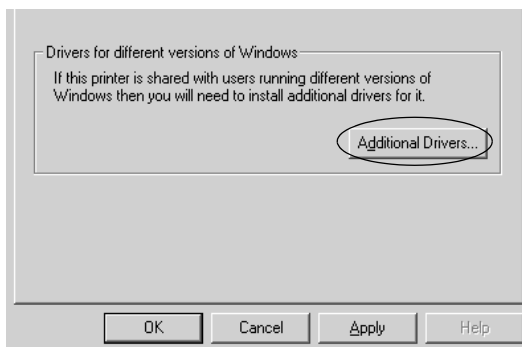 Drivers for different versions of Windows
If this printer is shared with users running different versions of
Windows then you will need to install additional drivers for it.
Additional Drivers...
OK Cancel Apply Help